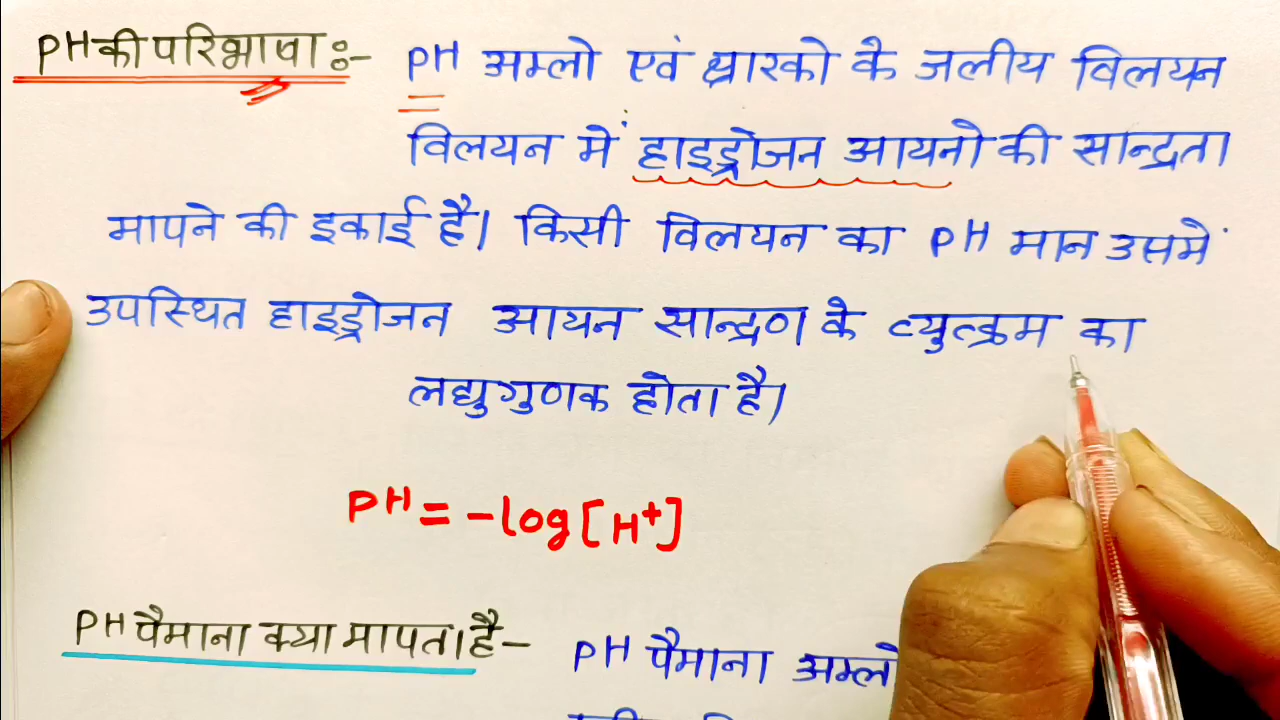 PH की परिभाषा :- PH अम्लो एवं क्षारको के जलीय विलयन
विलयन में हाइड्रोजन आयनो की सान्द्रता
मापने की इकाई है। किसी विलयन का PH मान उसमें
उपस्थित हाइड्रोजन आयन सान्द्रण के व्युत्क्रम का
लघुगुणक होता है।
PH = -log[H⁺]
PH पैमाना क्या मापता है - PH पैमाना अम्लो